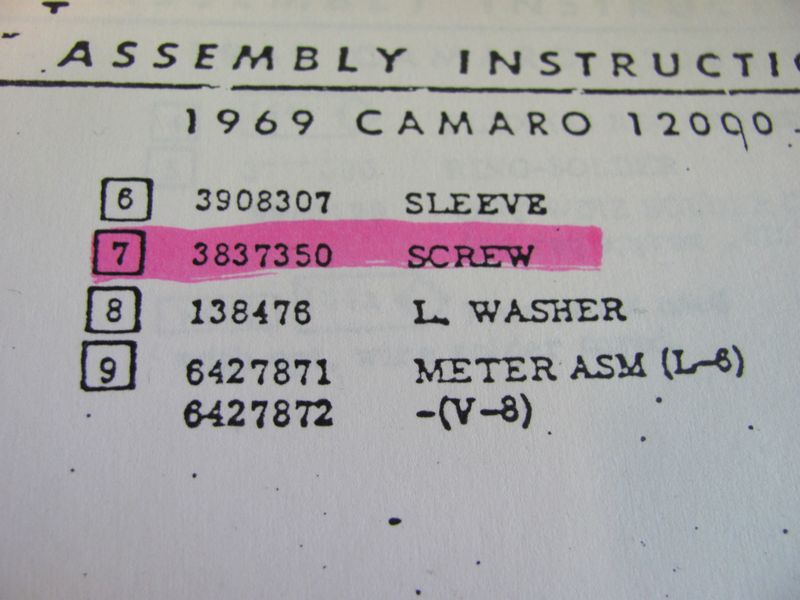 ASSEMBLY INSTRUCTI
1969 CAMARO 12000
6 3908307 SLEEVE
7 3837350 SCREW
8 138476 L. WASHER
9 6427871 METER ASM (L-6)
6427872 -(V-8)